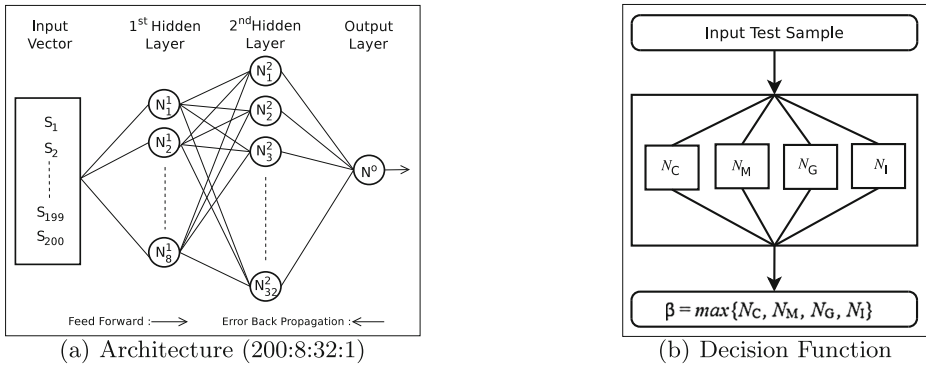 Input Vector
1st Hidden Layer
2nd Hidden Layer
Output Layer
S1
S2
S199
S200
N11
N12
N18
N21
N22
N23
N232
No
Feed Forward :
Error Back Propagation :
(a) Architecture (200:8:32:1)
Input Test Sample
NC
NM
NG
NI
β = max{NC, NM, NG, NI}
(b) Decision Function